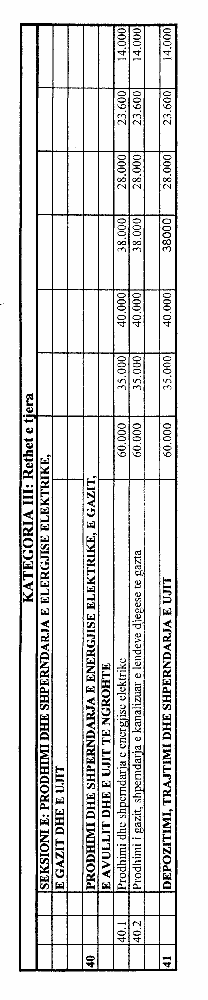 KATEGORIA III: Rethet e tjera
SEKSIONI E: PRODHIMI DHE SHPERNDARJA E ELERGJISE ELEKTRIKE,
E GAZIT DHE E UJIT
40 PRODHIMI DHE SHPERNDARJA E ENERGJISE ELEKTRIKE, E GAZIT,
E AVULLIT DHE E UJIT TE NGROHTE
40.1 Prodhimi dhe shperndarja e energjise elektrike 60.000 35.000 40.000 38.000 28.000 23.600 14.000
40.2 Prodhimi i gazit, shperndarja e kanalizuar e lendeve djegese te gazta 60.000 35.000 40.000 38.000 28.000 23.600 14.000
41 DEPOZITIMI, TRAJTIMI DHE SHPERNDARJA E UJIT 60.000 35.000 40.000 38000 28.000 23.600 14.000